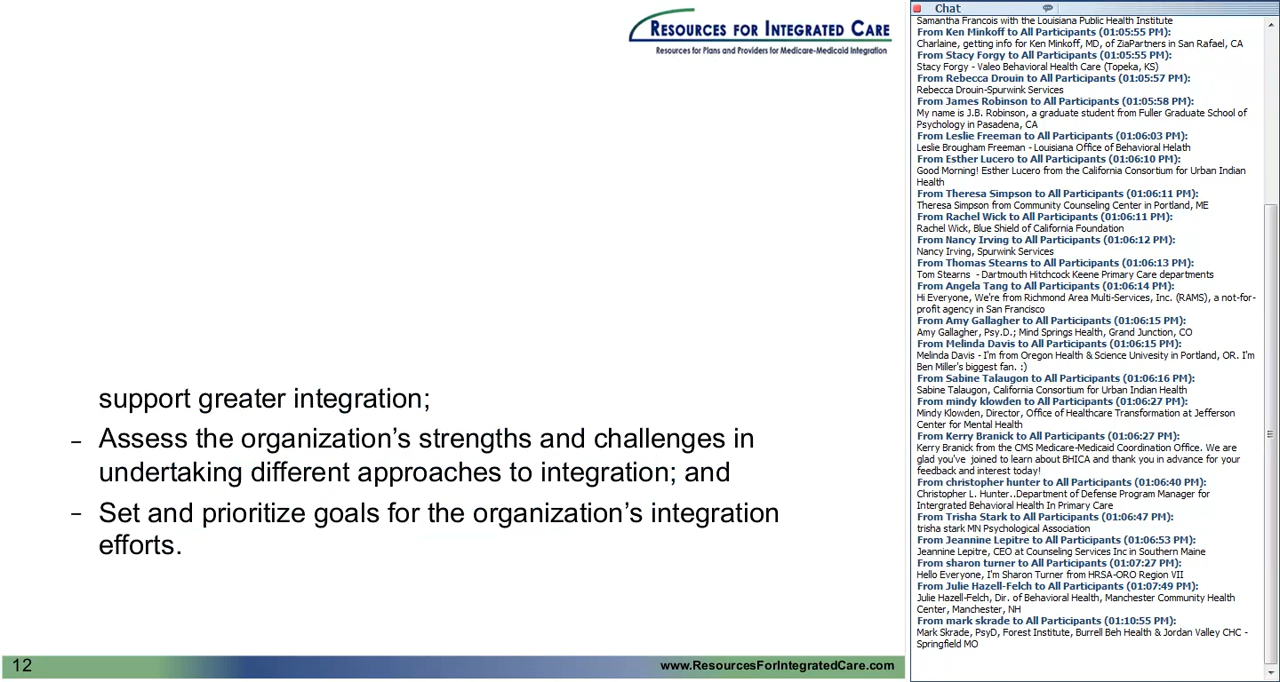 RESOURCES FOR INTEGRATED CARE
Resources for Plans and Providers for Medicare-Medicaid Integration
support greater integration;
– Assess the organization's strengths and challenges in
undertaking different approaches to integration; and
– Set and prioritize goals for the organization's integration
efforts.
12
www.ResourcesForIntegratedCare.com
Chat
Samantha Francois with the Louisiana Public Health Institute
From Ken Minkoff to All Participants (01:05:55 PM):
Charlaine, getting info for Ken Minkoff, MD, of ZiaPartners in San Rafael, CA
From Stacy Forgy to All Participants (01:05:55 PM):
Stacy Forgy - Valeo Behavioral Health Care (Topeka, KS)
From Rebecca Drouin to All Participants (01:05:57 PM):
Rebecca Drouin-Spurwink Services
From James Robinson to All Participants (01:05:58 PM):
My name is J.B. Robinson, a graduate student from Fuller Graduate School of
Psychology in Pasadena, CA
From Leslie Freeman to All Participants (01:06:03 PM):
Leslie Brougham Freeman - Louisiana Office of Behavioral Helath
From Esther Lucero to All Participants (01:06:10 PM):
Good Morning! Esther Lucero from the California Consortium for Urban Indian
Health
From Theresa Simpson to All Participants (01:06:11 PM):
Theresa Simpson from Community Counseling Center in Portland, ME
From Rachel Wick to All Participants (01:06:11 PM):
Rachel Wick, Blue Shield of California Foundation
From Nancy Irving to All Participants (01:06:12 PM):
Nancy Irving, Spurwink Services
From Thomas Stearns to All Participants (01:06:13 PM):
Tom Stearns - Dartmouth Hitchcock Keene Primary Care departments
From Angela Tang to All Participants (01:06:14 PM):
Hi Everyone, We're from Richmond Area Multi-Services, Inc. (RAMS), a not-for-
profit agency in San Francisco
From Amy Gallagher to All Participants (01:06:15 PM):
Amy Gallagher, Psy.D.; Mind Springs Health, Grand Junction, CO
From Melinda Davis to All Participants (01:06:15 PM):
Melinda Davis - I'm from Oregon Health & Science Univesity in Portland, OR. I'm
Ben Miller's biggest fan. :)
From Sabine Talaugon to All Participants (01:06:16 PM):
Sabine Talaugon, California Consortium for Urban Indian Health
From mindy klowden to All Participants (01:06:27 PM):
Mindy Klowden, Director, Office of Healthcare Transformation at Jefferson
Center for Mental Health
From Kerry Branick to All Participants (01:06:27 PM):
Kerry Branick from the CMS Medicare-Medicaid Coordination Office. We are
glad you've  joined to learn about BHICA and thank you in advance for your
feedback and interest today!
From christopher hunter to All Participants (01:06:40 PM):
Christopher L. Hunter..Department of Defense Program Manager for
Intergrated Behavioral Health In Primary Care
From Trisha Stark to All Participants (01:06:47 PM):
trisha stark MN Psychological Association
From Jeannine Lepitre to All Participants (01:06:53 PM):
Jeannine Lepitre, CEO at Counseling Services Inc in Southern Maine
From sharon turner to All Participants (01:07:27 PM):
Hello Everyone, I'm Sharon Turner from HRSA-ORO Region VII
From Julie Hazell-Felch to All Participants (01:07:49 PM):
Julie Hazell-Felch, Dir. of Behavioral Health, Manchester Community Health
Center, Manchester, NH
From mark skrade to All Participants (01:10:55 PM):
Mark Skrade, PsyD, Forest Institute, Burrell Beh Health & Jordan Valley CHC -
Springfield MO